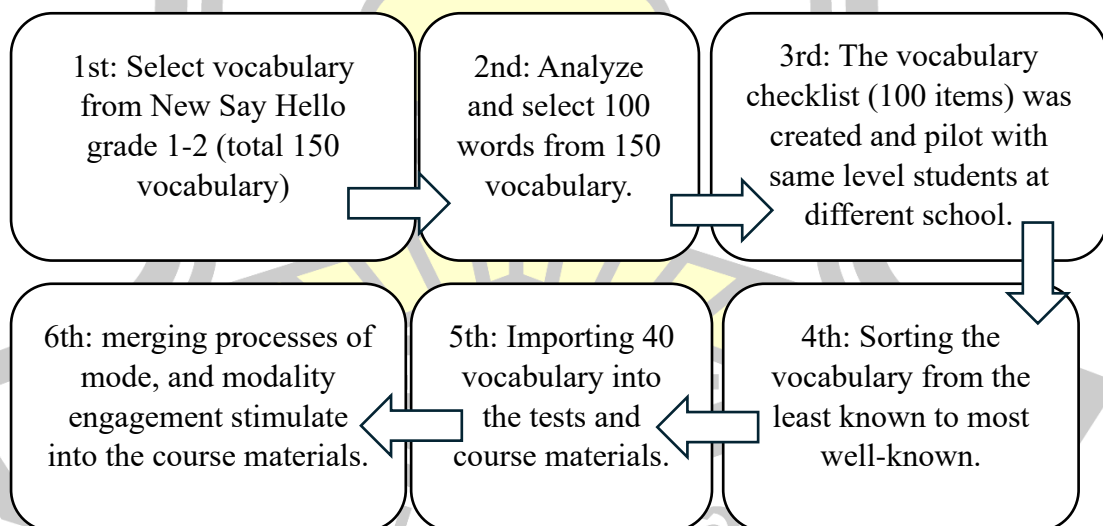 1st: Select vocabulary
from New Say Hello
grade 1-2 (total 150
vocabulary)
2nd: Analyze
and select 100
words from 150
vocabulary.
3rd: The vocabulary
checklist (100 items) was
created and pilot with
same level students at
different school.
4th: Sorting the
vocabulary from the
least known to most
well-known.
5th: Importing 40
vocabulary into
the tests and
course materials.
6th: merging processes of
mode, and modality
engagement stimulate
into the course materials.